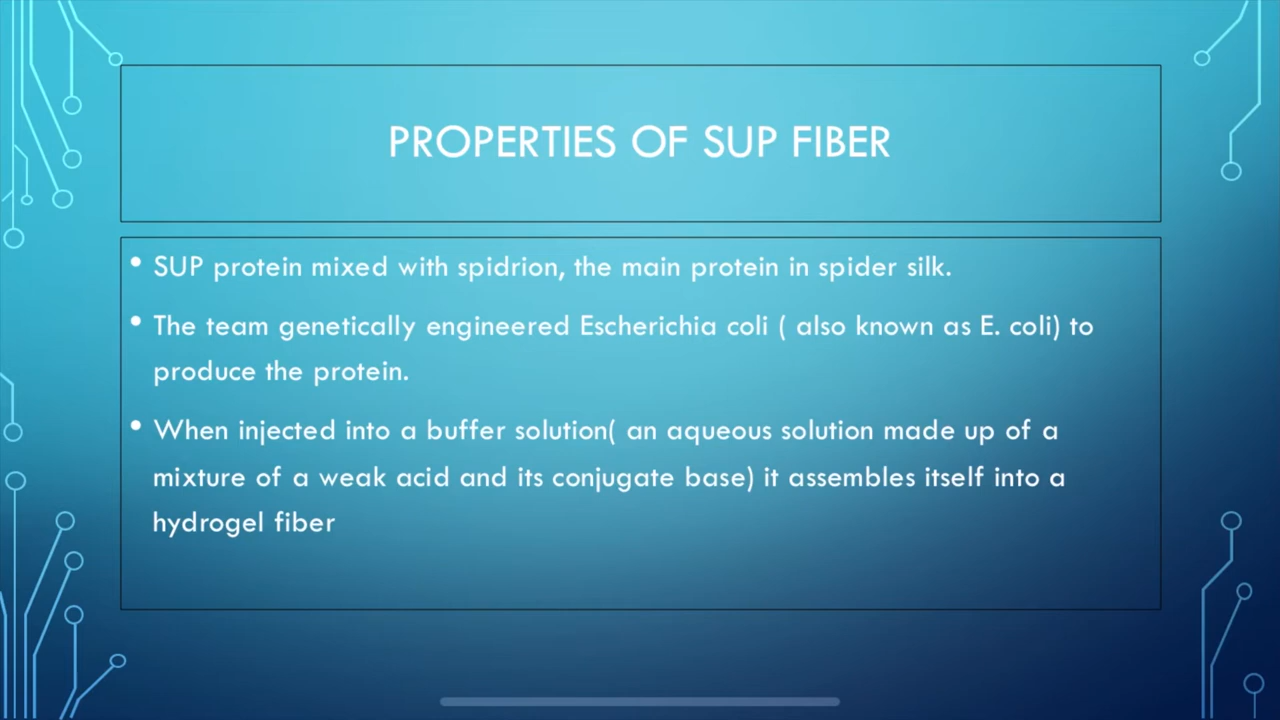 PROPERTIES OF SUP FIBER
• SUP protein mixed with spidrion, the main protein in spider silk.
• The team genetically engineered Escherichia coli ( also known as E. coli) to
produce the protein.
• When injected into a buffer solution( an aqueous solution made up of a
mixture of a weak acid and its conjugate base) it assembles itself into a
hydrogel fiber